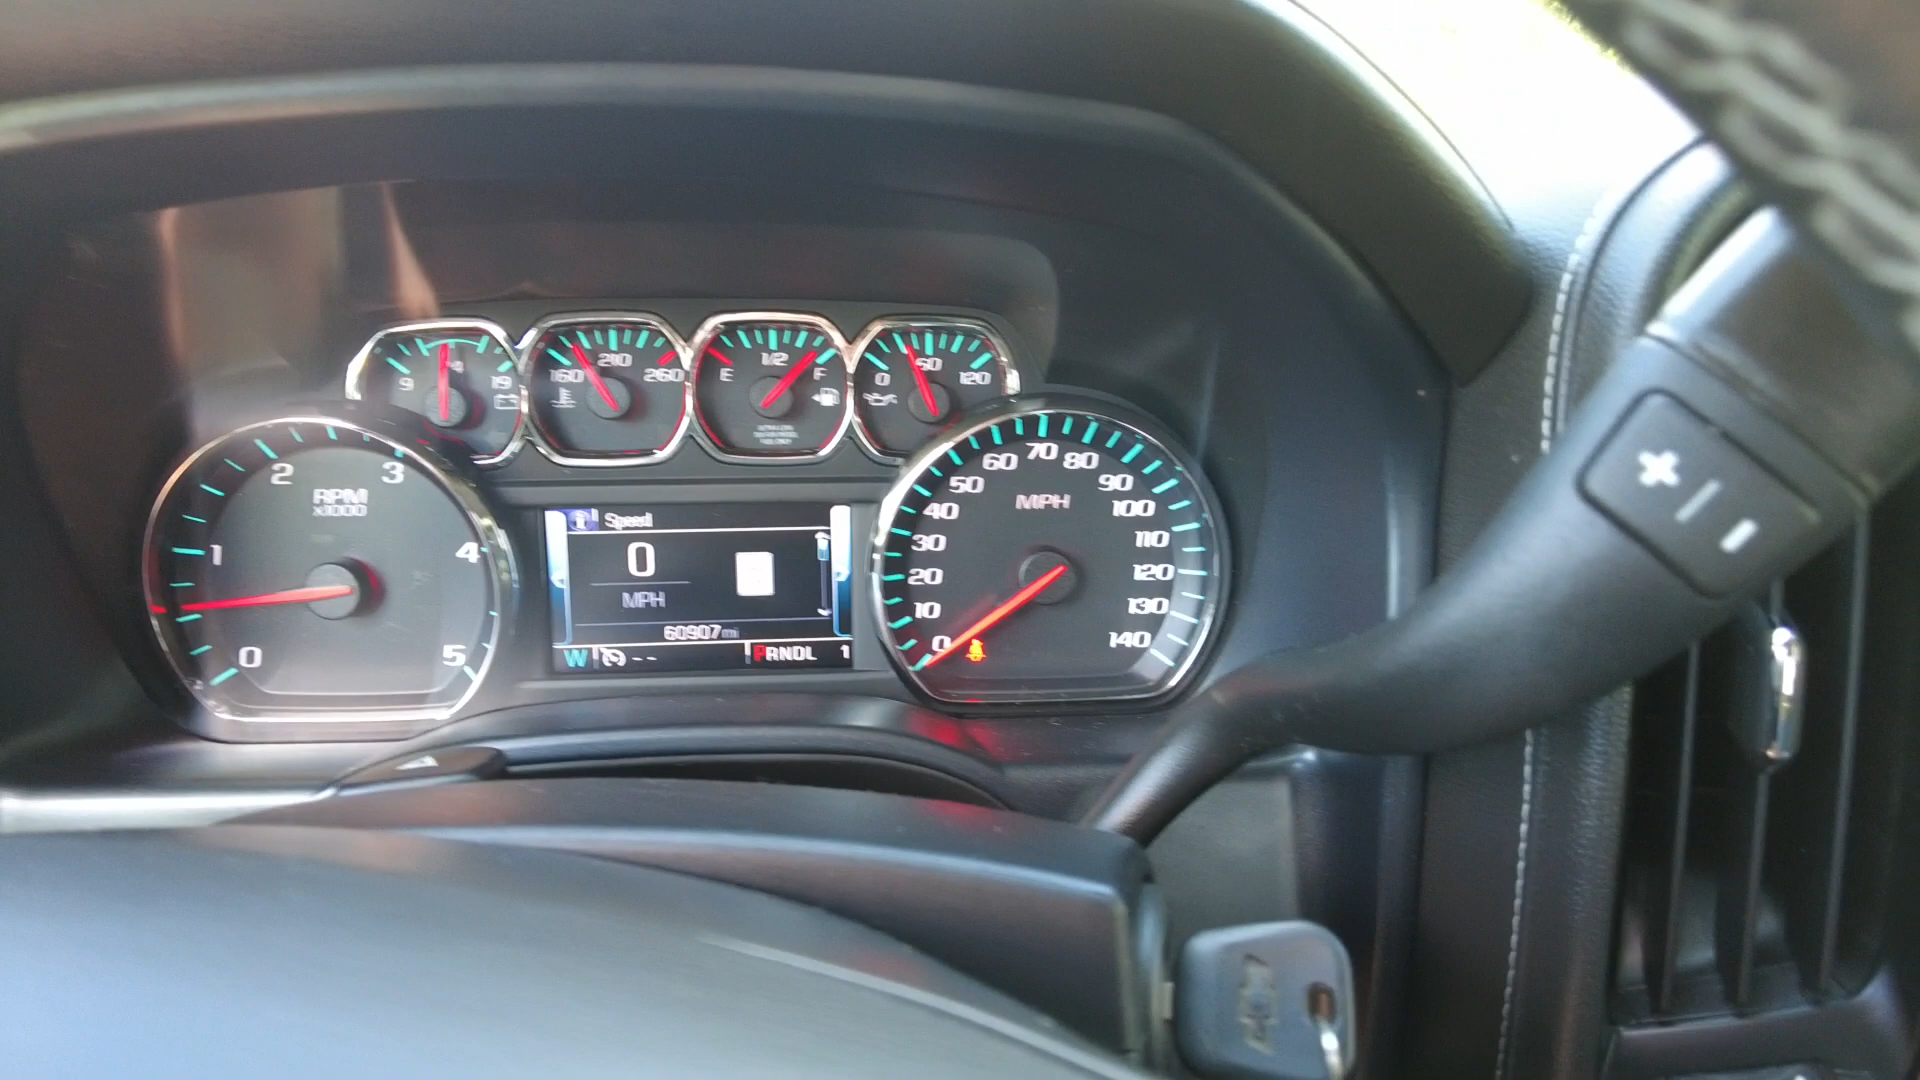 9 14 19
160 210 260
E 1/2 F
0 60 120
RPM
x1000
0 1 2 3 4 5
i Speed
0
MPH
60907 mi
W -- PRNDL 1
MPH
0 10 20 30 40 50 60 70 80 90 100 110 120 130 140
+ -